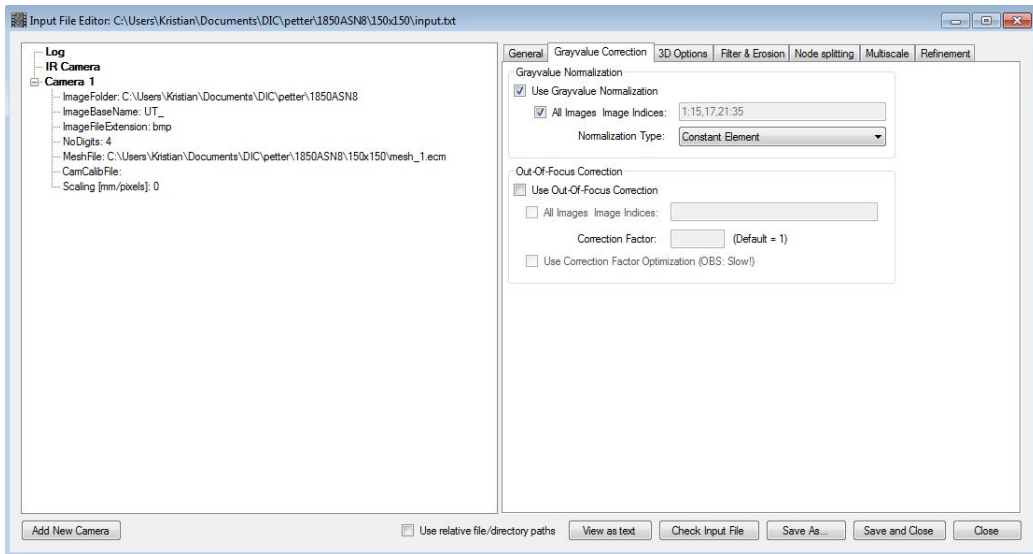 Input File Editor: C:\Users\Kristian\Documents\DIC\petter\1850ASN8\150x150\input.txt
Log
IR Camera
Camera 1
ImageFolder: C:\Users\Kristian\Documents\DIC\petter\1850ASN8
ImageBaseName: UT_
ImageFileExtension: bmp
NoDigits: 4
MeshFile: C:\Users\Kristian\Documents\DIC\petter\1850ASN8\150x150\mesh_1.ecm
CamCalibFile:
Scaling [mm/pixels]: 0
General Grayvalue Correction 3D Options Filter & Erosion Node splitting Multiscale Refinement
Grayvalue Normalization
Use Grayvalue Normalization
All Images Image Indices: 1:15,17,21:35
Normalization Type: Constant Element
Out-Of-Focus Correction
Use Out-Of-Focus Correction
All Images Image Indices:
Correction Factor: (Default = 1)
Use Correction Factor Optimization (OBS: Slow!)
Add New Camera Use relative file/directory paths View as text Check Input File Save As... Save and Close Close